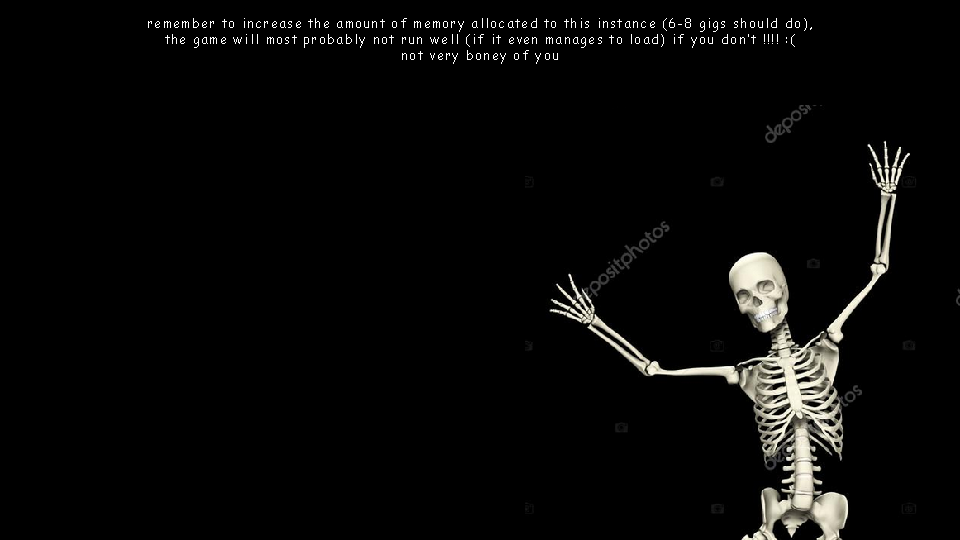 remember to increase the amount of memory allocated to this instance (6-8 gigs should do),
the game will most probably not run well (if it even manages to load) if you don't !!!! :(
not very boney of you
deposit
depositphotos